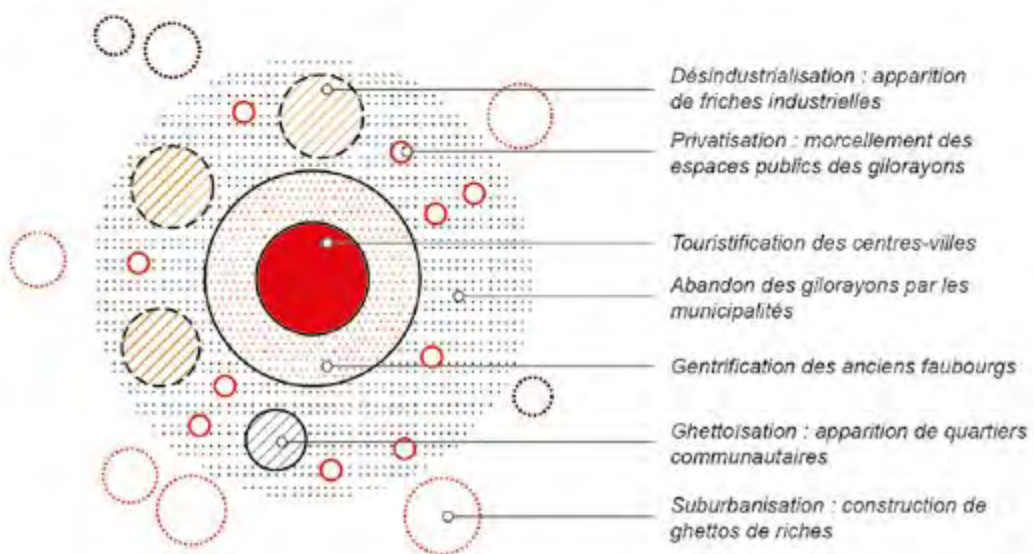 Désindustrialisation : apparition
de friches industrielles
Privatisation : morcellement des
espaces publics des gilorayons
Touristification des centres-villes
Abandon des gilorayons par les
municipalités
Gentrification des anciens faubourgs
Ghettoisation : apparition de quartiers
communautaires
Suburbanisation : construction de
ghettos de riches